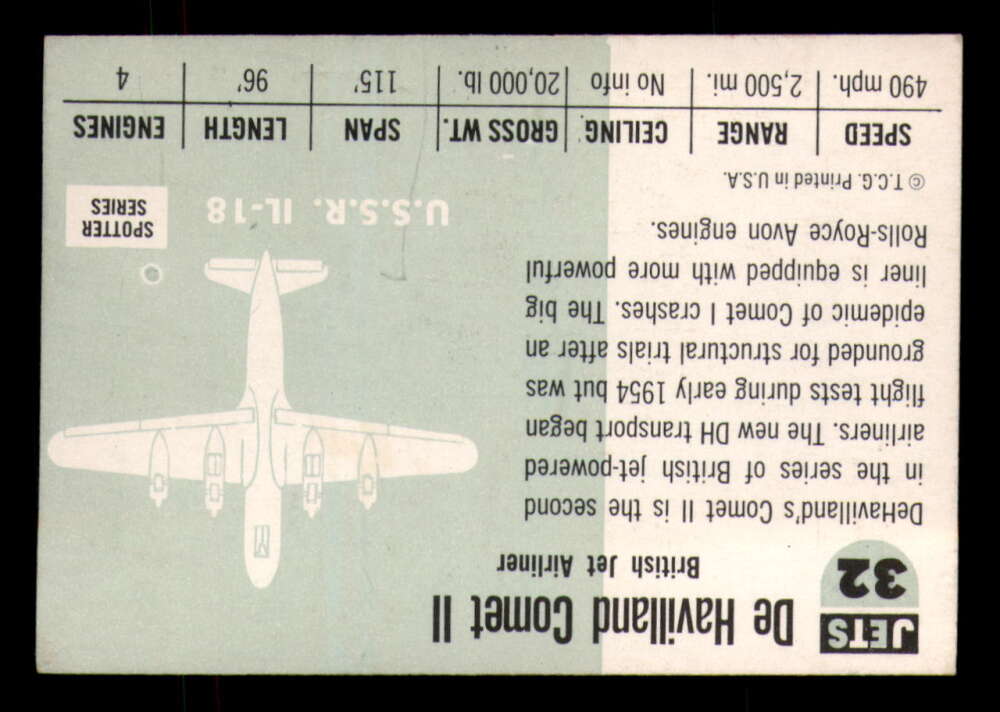 JETS
32
De Havilland Comet II
British Jet Airliner
DeHavilland's Comet II is the second
in the series of British jet-powered
airliners. The new DH transport began
flight tests during early 1954 but was
grounded for structural trials after an
epidemic of Comet I crashes. The big
liner is equipped with more powerful
Rolls-Royce Avon engines.
© T.C.G. Printed in U.S.A.
U.S.S.R. IL-18
SPOTTER
SERIES
SPEED RANGE CEILING GROSS WT. SPAN LENGTH ENGINES
490 mph. 2,500 mi. No info 20,000 lb. 115' 96' 4